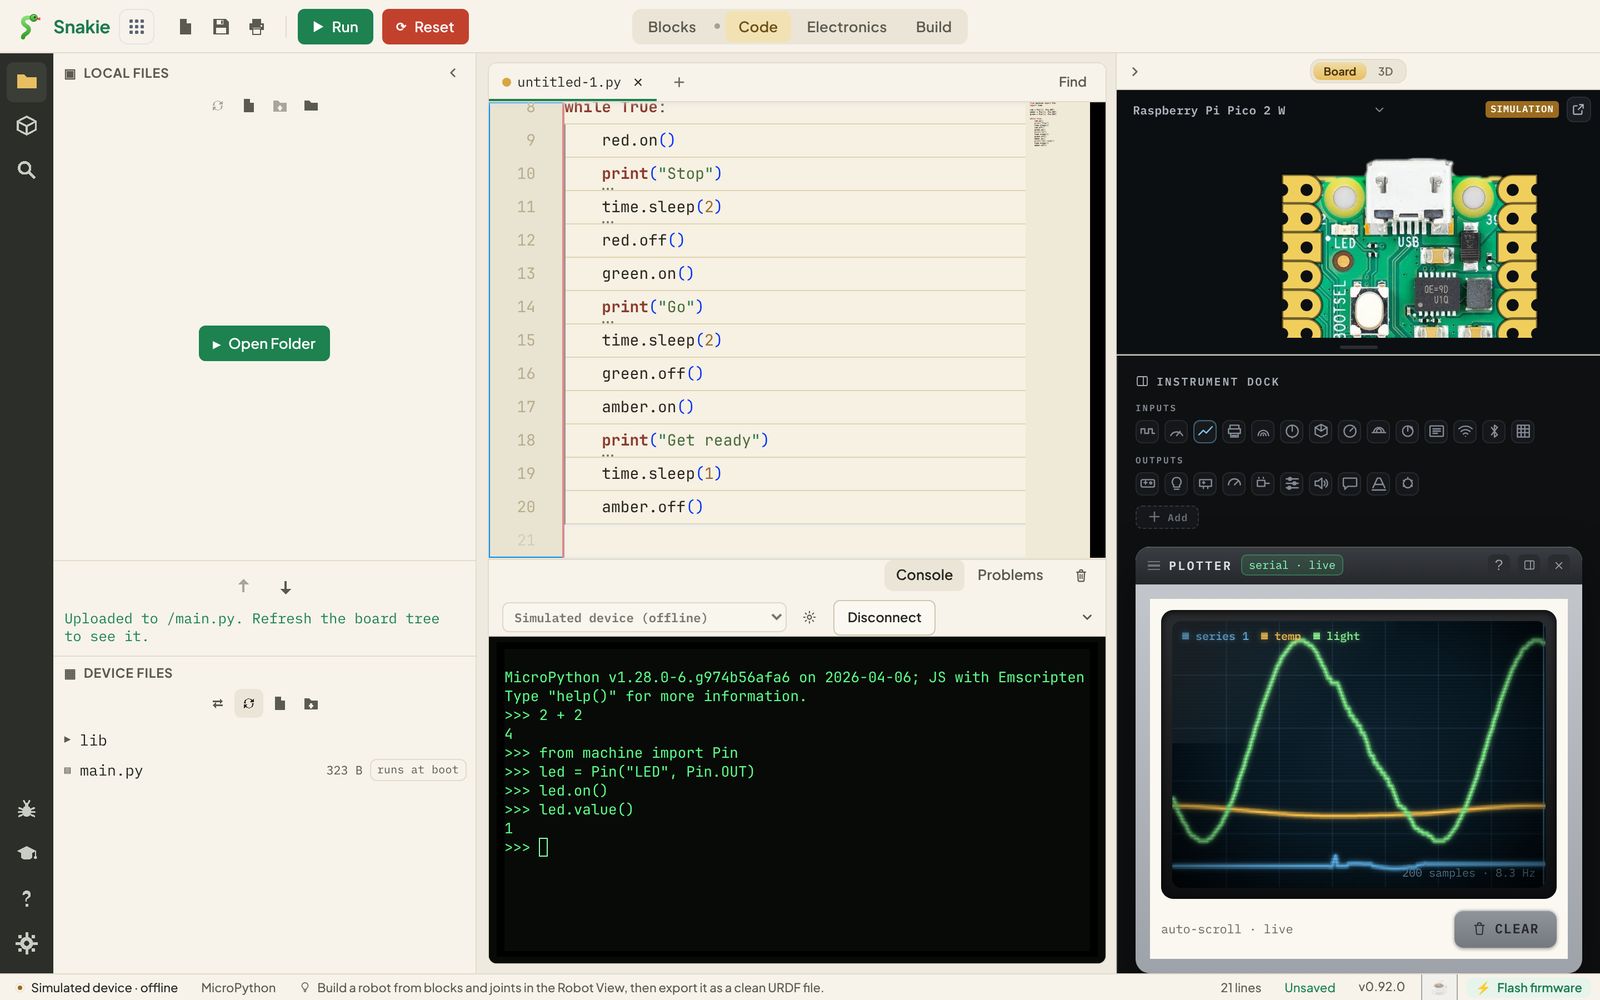 Snakie
Run
Reset
Blocks
Code
Electronics
Build
LOCAL FILES
Open Folder
Uploaded to /main.py. Refresh the board tree
to see it.
DEVICE FILES
lib
main.py 323 B runs at boot
untitled-1.py
Find
8 while True:
9 red.on()
10 print("Stop")
11 time.sleep(2)
12 red.off()
13 green.on()
14 print("Go")
15 time.sleep(2)
16 green.off()
17 amber.on()
18 print("Get ready")
19 time.sleep(1)
20 amber.off()
21
Console
Problems
Simulated device (offline)
Disconnect
MicroPython v1.28.0-6.g974b56afa6 on 2026-04-06; JS with Emscripten
Type "help()" for more information.
>>> 2 + 2
4
>>> from machine import Pin
>>> led = Pin("LED", Pin.OUT)
>>> led.on()
>>> led.value()
1
>>>
Board
3D
Raspberry Pi Pico 2 W
SIMULATION
LED
USB
BOOTSEL
INSTRUMENT DOCK
INPUTS
OUTPUTS
+ Add
PLOTTER
serial · live
?
series 1
temp
light
200 samples · 8.3 Hz
auto-scroll · live
CLEAR
Simulated device · offline
MicroPython
Build a robot from blocks and joints in the Robot View, then export it as a clean URDF file.
21 lines
Unsaved
v0.92.0
Flash firmware